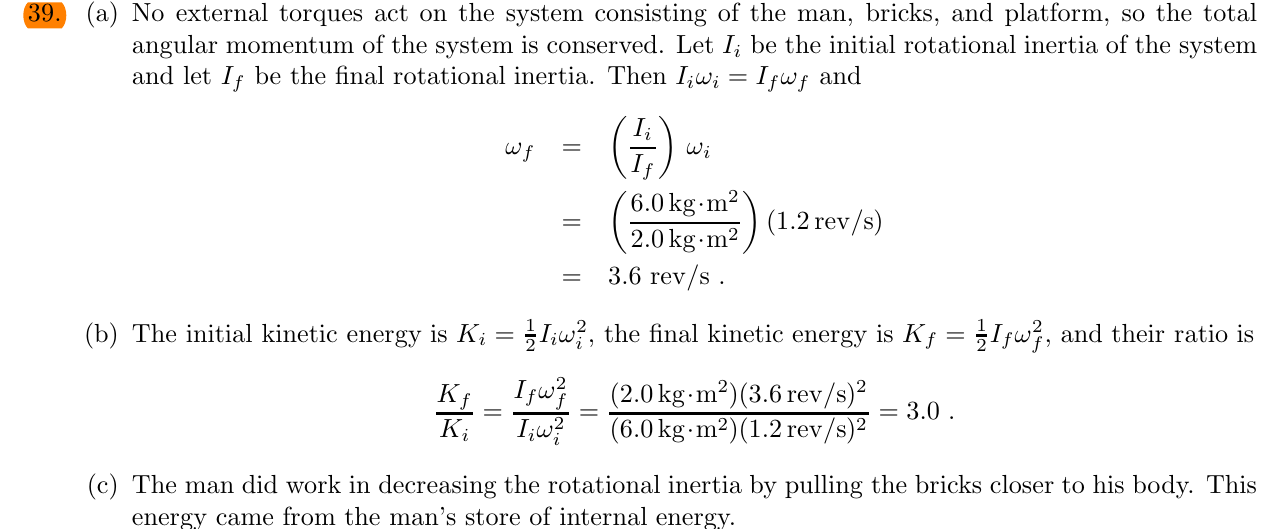 39. (a) No external torques act on the system consisting of the man, bricks, and platform, so the total
angular momentum of the system is conserved. Let I_i be the initial rotational inertia of the system
and let I_f be the final rotational inertia. Then I_iω_i = I_fω_f and
ω_f = (I_i/I_f) ω_i
= (6.0 kg·m²/2.0 kg·m²) (1.2 rev/s)
= 3.6 rev/s .
(b) The initial kinetic energy is K_i = ½I_iω_i², the final kinetic energy is K_f = ½I_fω_f², and their ratio is
K_f/K_i = I_fω_f²/I_iω_i² = (2.0 kg·m²)(3.6 rev/s)²/(6.0 kg·m²)(1.2 rev/s)² = 3.0 .
(c) The man did work in decreasing the rotational inertia by pulling the bricks closer to his body. This
energy came from the man’s store of internal energy.